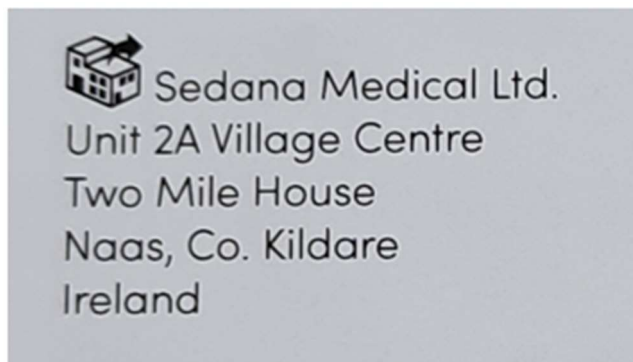 Sedana Medical Ltd.
Unit 2A Village Centre
Two Mile House
Naas, Co. Kildare
Ireland